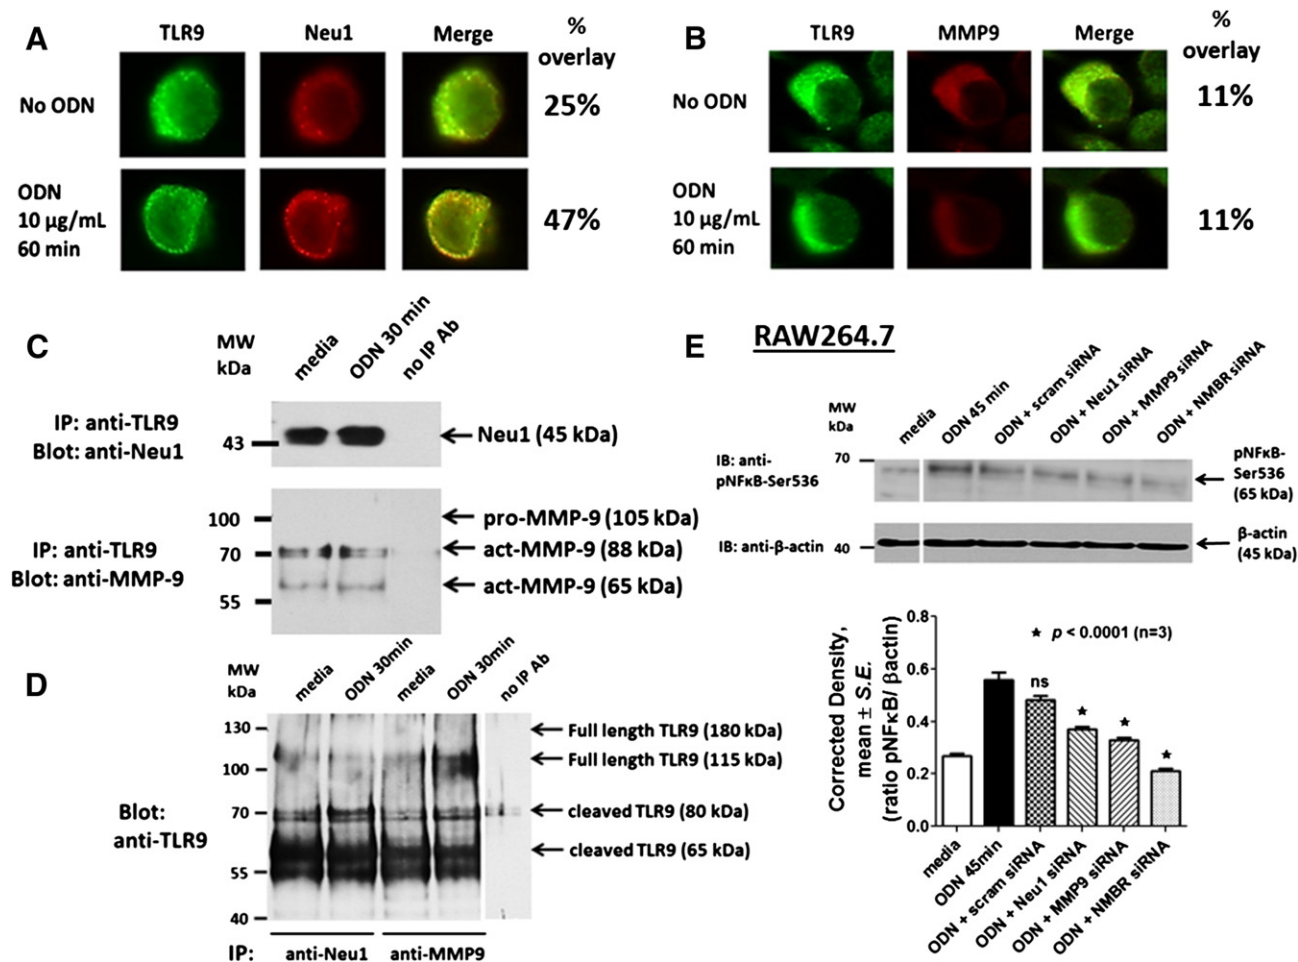 A
TLR9 Neu1 Merge % overlay
No ODN 25%
ODN
10 µg/mL
60 min
47%
B
TLR9 MMP9 Merge % overlay
No ODN 11%
ODN
10 µg/mL
60 min
11%
C
MW
kDa
media
ODN 30 min
no IP Ab
IP: anti-TLR9
Blot: anti-Neu1
43
Neu1 (45 kDa)
IP: anti-TLR9
Blot: anti-MMP-9
100
70
55
pro-MMP-9 (105 kDa)
act-MMP-9 (88 kDa)
act-MMP-9 (65 kDa)
D
MW
kDa
media
ODN 30min
media
ODN 30min
no IP Ab
Blot:
anti-TLR9
130
100
70
55
40
Full length TLR9 (180 kDa)
Full length TLR9 (115 kDa)
cleaved TLR9 (80 kDa)
cleaved TLR9 (65 kDa)
IP: anti-Neu1 anti-MMP9
E
RAW264.7
MW
kDa
media
ODN 45 min
ODN + scram siRNA
ODN + Neu1 siRNA
ODN + MMP9 siRNA
ODN + NMBR siRNA
IB: anti-
pNFκB-Ser536
70
pNFκB-
Ser536
(65 kDa)
IB: anti-β-actin
40
β-actin
(45 kDa)
Corrected Density,
mean ± S.E.
(ratio pNFκB/ βactin)
0.8
0.6
0.4
0.2
0.0
★ p < 0.0001 (n=3)
ns
★
★
★
media
ODN 45min
ODN + scram siRNA
ODN + Neu1 siRNA
ODN + MMP9 siRNA
ODN + NMBR siRNA